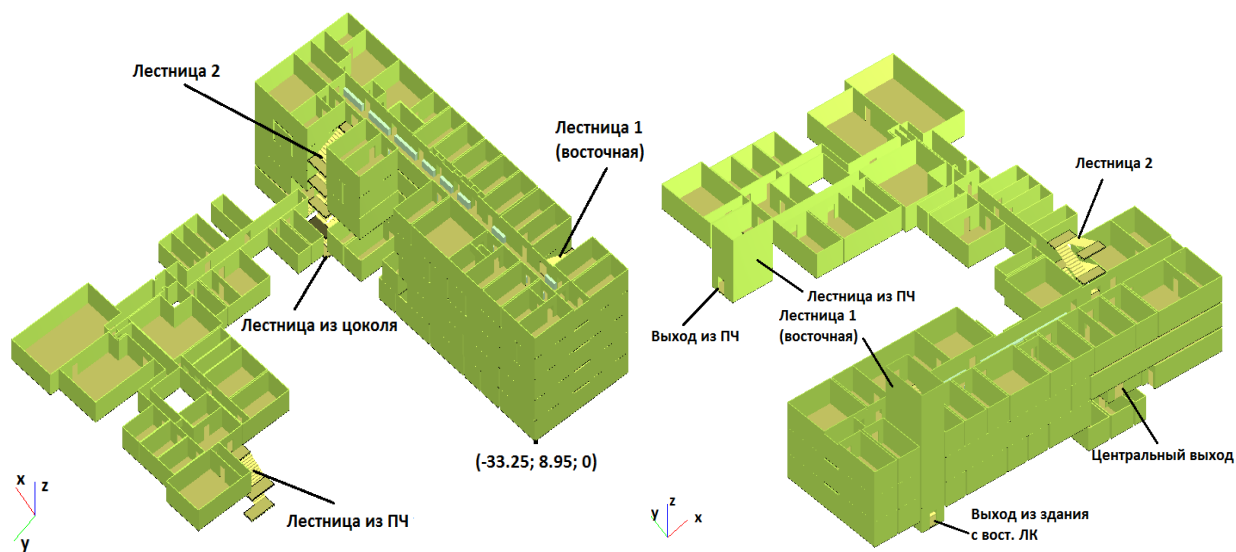 Лестница 2
Лестница 1
(восточная)
Лестница из цоколя
(-33.25; 8.95; 0)
Лестница из ПЧ
x
z
y
Лестница 2
Лестница из ПЧ
Лестница 1
(восточная)
Выход из ПЧ
Центральный выход
Выход из здания
с вост. ЛК
z
y
x